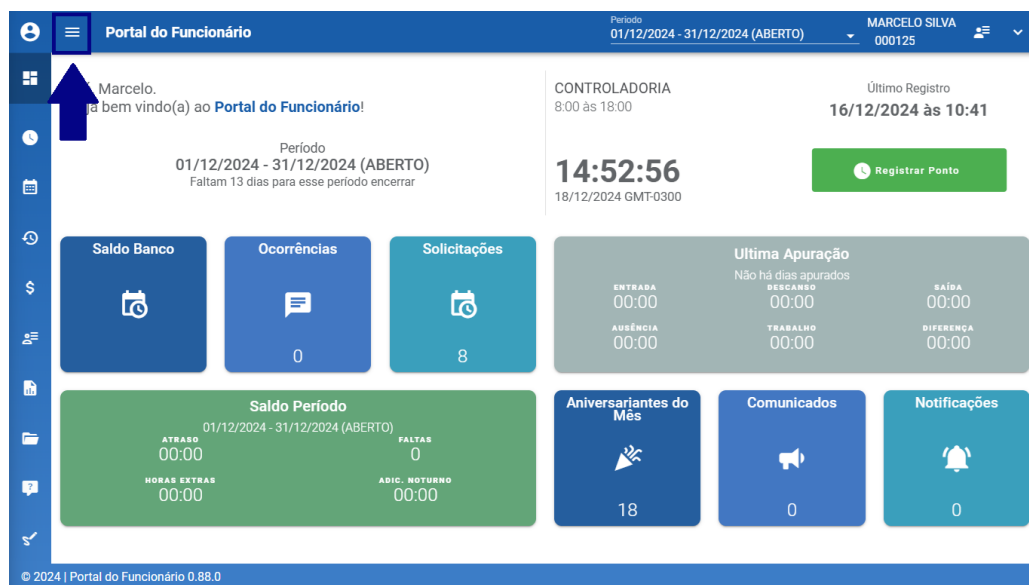 Portal do Funcionário
Periodo
01/12/2024 - 31/12/2024 (ABERTO)
MARCELO SILVA
000125
Marcelo.
bem vindo(a) ao Portal do Funcionário!
Período
01/12/2024 - 31/12/2024 (ABERTO)
Faltam 13 dias para esse período encerrar
CONTROLADORIA
8:00 às 18:00
Último Registro
16/12/2024 às 10:41
14:52:56
18/12/2024 GMT-0300
Registrar Ponto
Saldo Banco
Ocorrências
0
Solicitações
8
Ultima Apuração
Não há dias apurados
ENTRADA DESCANSO SAÍDA
00:00 00:00 00:00
AUSÊNCIA TRABALHO DIFERENÇA
00:00 00:00 00:00
Saldo Período
01/12/2024 - 31/12/2024 (ABERTO)
ATRASO FALTAS
00:00 0
HORAS EXTRAS ADIC. NOTURNO
00:00 00:00
Aniversariantes do
Mês
18
Comunicados
0
Notificações
0
© 2024 | Portal do Funcionário 0.88.0